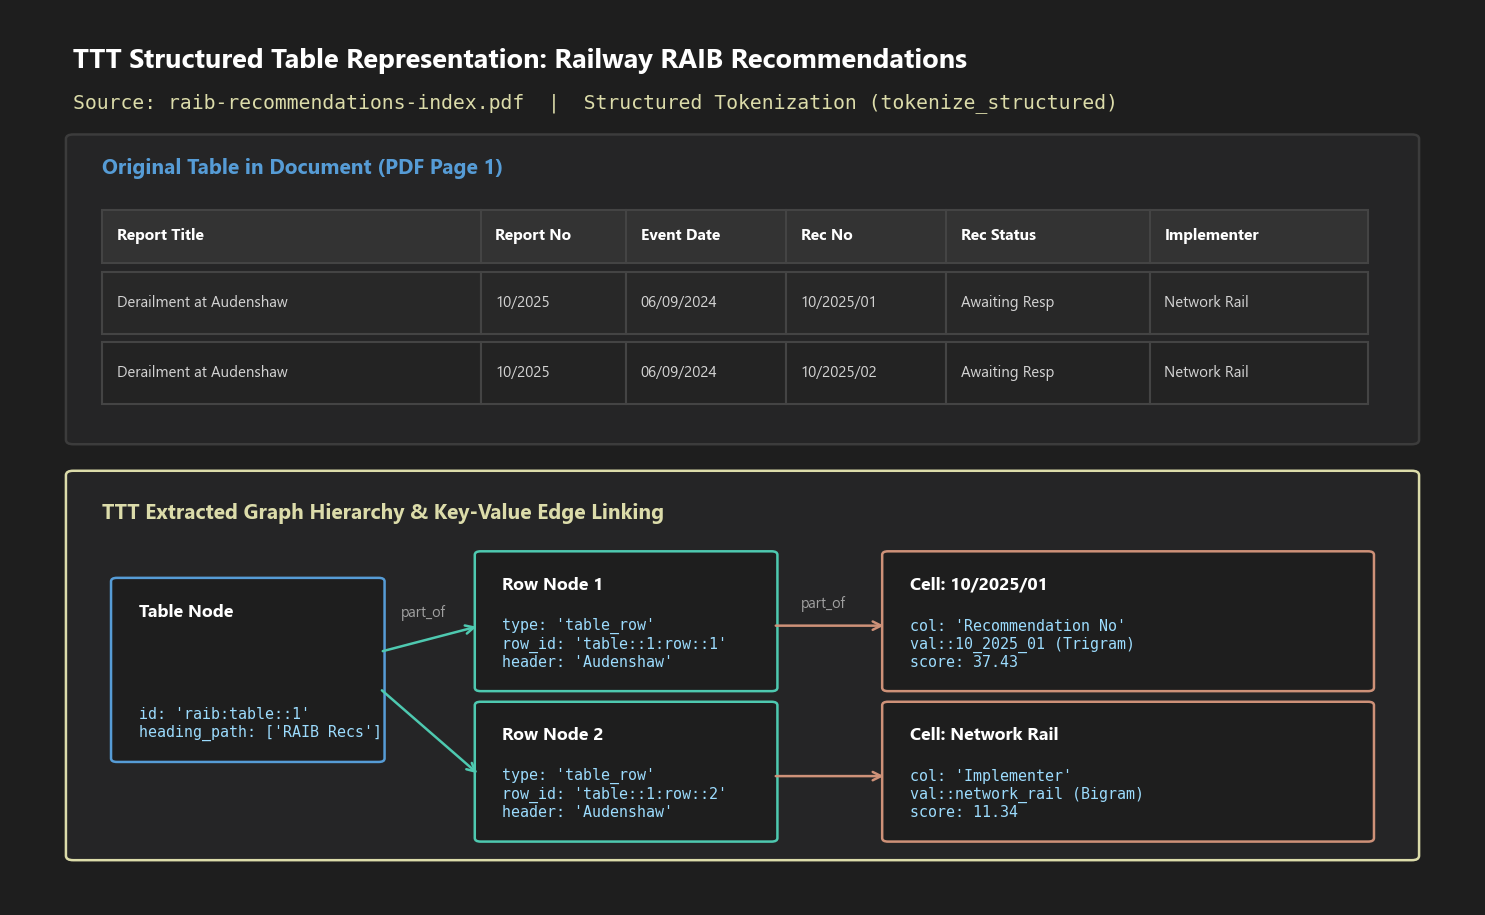 TTT Structured Table Representation: Railway RAIB Recommendations
Source: raib-recommendations-index.pdf | Structured Tokenization (tokenize_structured)
Original Table in Document (PDF Page 1)
Report Title Report No Event Date Rec No Rec Status Implementer
Derailment at Audenshaw 10/2025 06/09/2024 10/2025/01 Awaiting Resp Network Rail
Derailment at Audenshaw 10/2025 06/09/2024 10/2025/02 Awaiting Resp Network Rail
TTT Extracted Graph Hierarchy & Key-Value Edge Linking
Table Node
id: 'raib:table::1'
heading_path: ['RAIB Recs']
part_of
Row Node 1
type: 'table_row'
row_id: 'table::1:row::1'
header: 'Audenshaw'
part_of
Cell: 10/2025/01
col: 'Recommendation No'
val::10_2025_01 (Trigram)
score: 37.43
Row Node 2
type: 'table_row'
row_id: 'table::1:row::2'
header: 'Audenshaw'
Cell: Network Rail
col: 'Implementer'
val::network_rail (Bigram)
score: 11.34